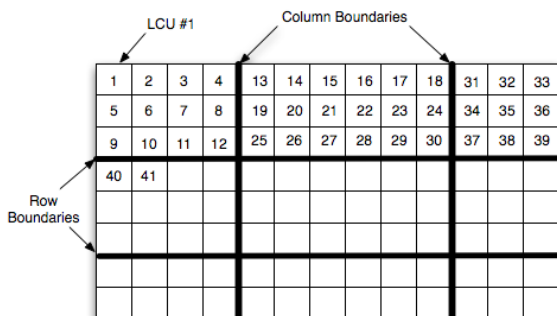 LCU #1
Column Boundaries
1 2 3 4 13 14 15 16 17 18 31 32 33
5 6 7 8 19 20 21 22 23 24 34 35 36
9 10 11 12 25 26 27 28 29 30 37 38 39
40 41
Row
Boundaries